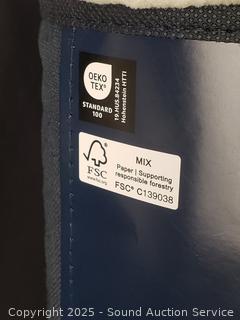 OEKO
TEX®
STANDARD
100
19.HUS.84234
Hohenstein HTTI
FSC
www.fsc.org
MIX
Paper | Supporting
responsible forestry
FSC® C139038
Copyright 2025 - Sound Auction Service